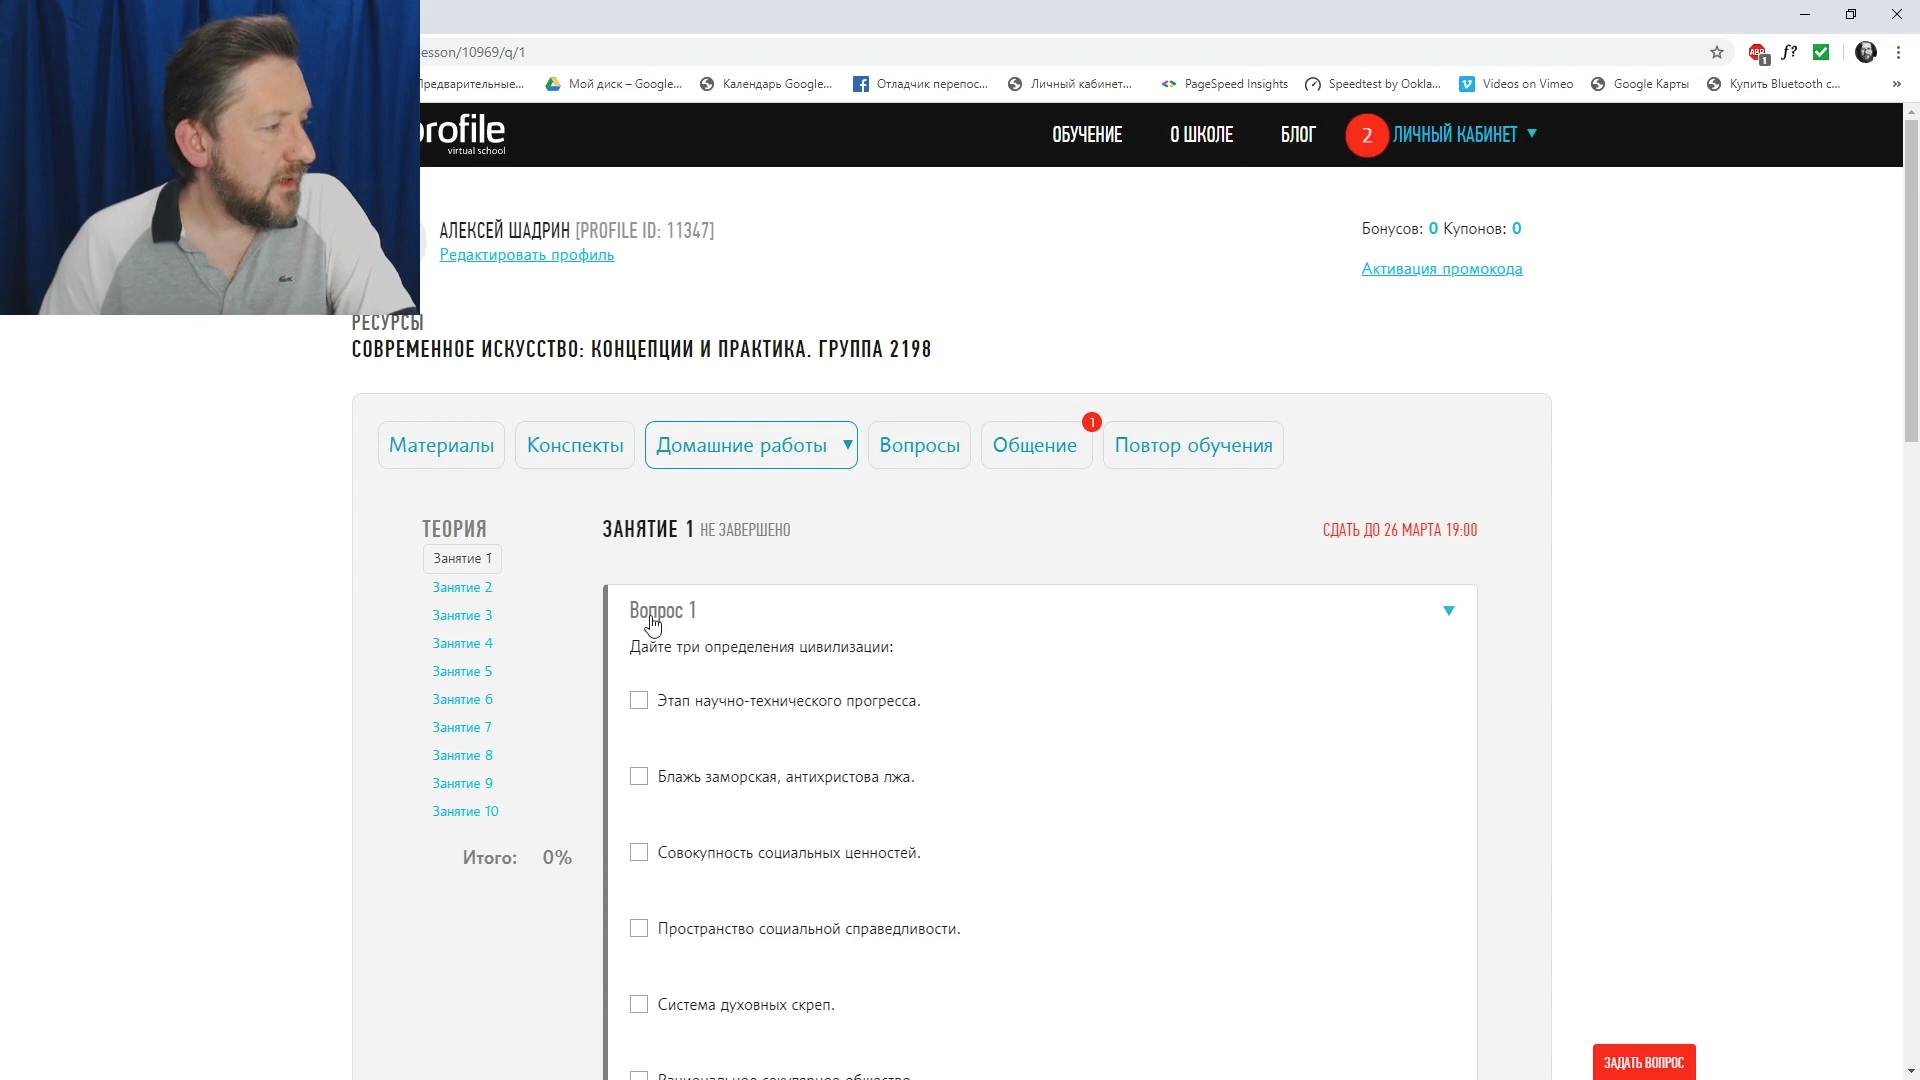 esson/10969/q/1
ABP
1
f?
Предварительные...
Мой диск – Google...
Календарь Google...
Отладчик перепос...
Личный кабинет...
PageSpeed Insights
Speedtest by Ookla...
Videos on Vimeo
Google Карты
Купить Bluetooth с...
»
profile
virtual school
ОБУЧЕНИЕ
О ШКОЛЕ
БЛОГ
2
ЛИЧНЫЙ КАБИНЕТ
АЛЕКСЕЙ ШАДРИН [PROFILE ID: 11347]
Редактировать профиль
Бонусов: 0 Купонов: 0
Активация промокода
РЕСУРСЫ
СОВРЕМЕННОЕ ИСКУССТВО: КОНЦЕПЦИИ И ПРАКТИКА. ГРУППА 2198
Материалы
Конспекты
Домашние работы
Вопросы
Общение
1
Повтор обучения
ТЕОРИЯ
Занятие 1
Занятие 2
Занятие 3
Занятие 4
Занятие 5
Занятие 6
Занятие 7
Занятие 8
Занятие 9
Занятие 10
Итого: 0%
ЗАНЯТИЕ 1 НЕ ЗАВЕРШЕНО
СДАТЬ ДО 26 МАРТА 19:00
Вопрос 1
Дайте три определения цивилизации:
Этап научно-технического прогресса.
Блажь заморская, антихристова лжа.
Совокупность социальных ценностей.
Пространство социальной справедливости.
Система духовных скреп.
Рациональное секулярное общество.
ЗАДАТЬ ВОПРОС